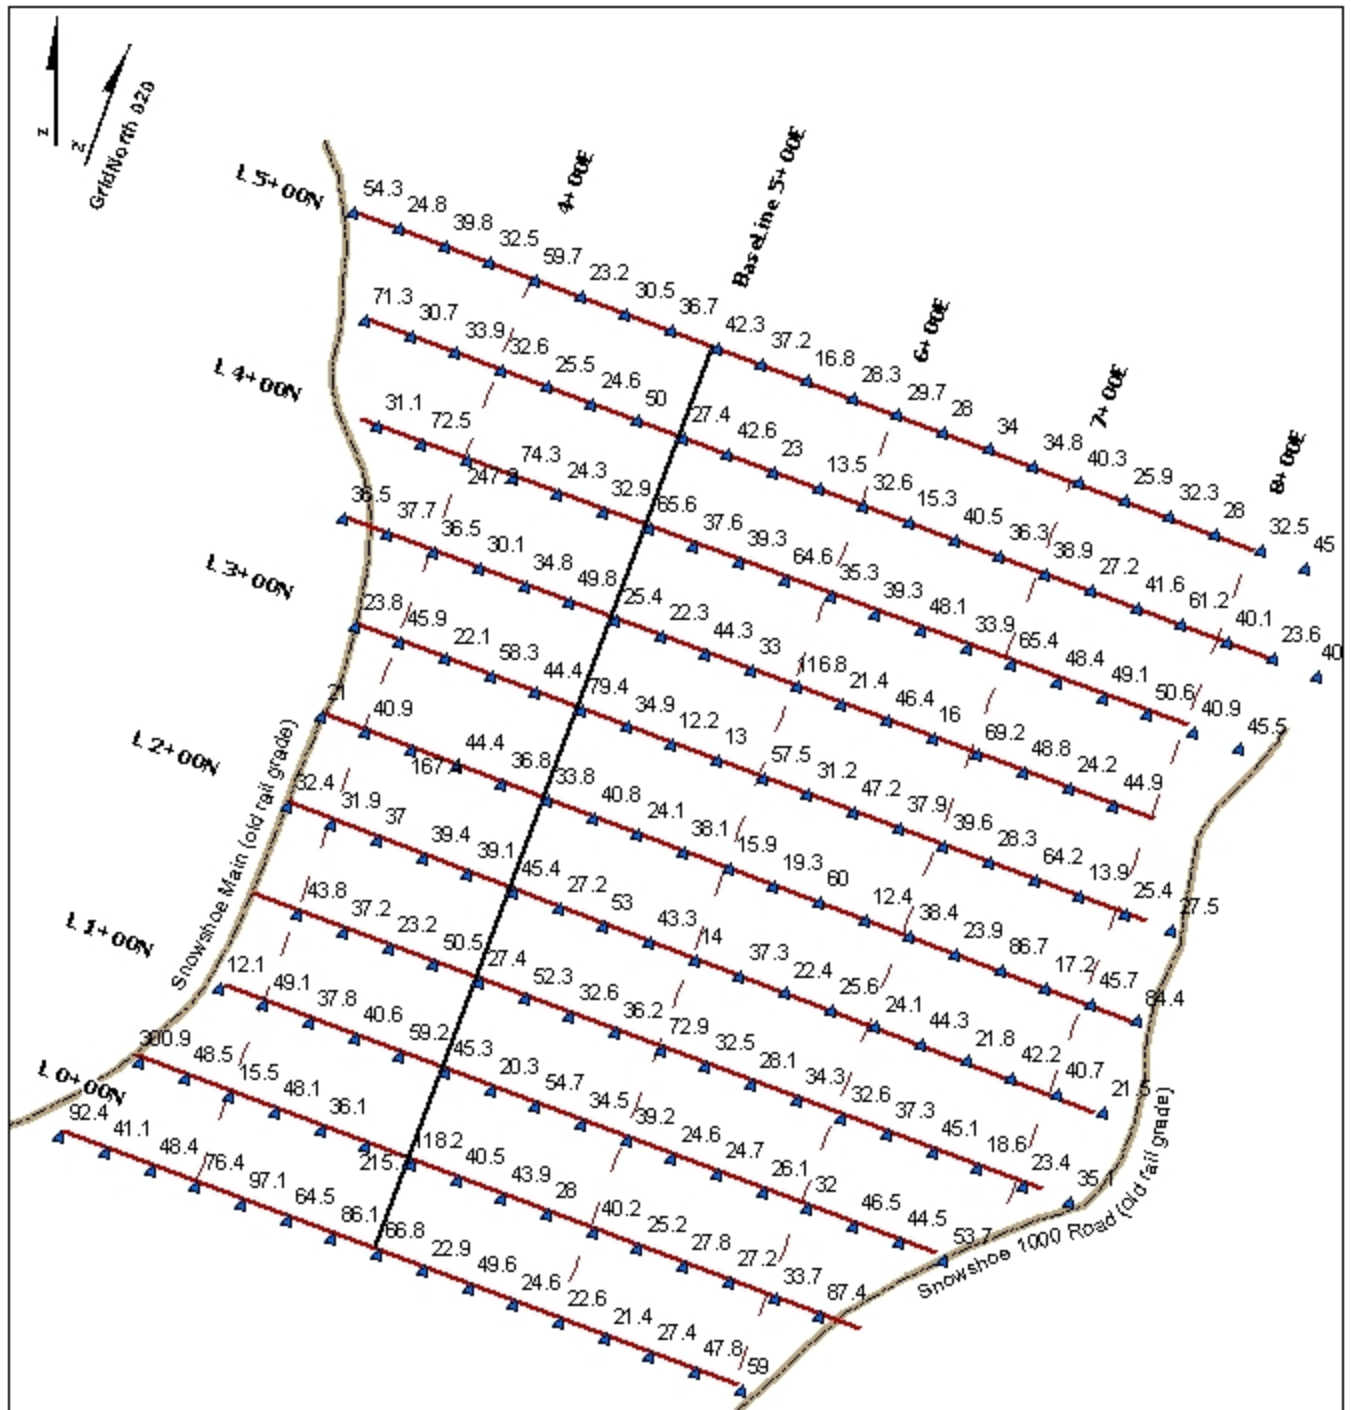 N
N
GridNorth 020
L 5+00N
4+00E
BaseLine 5+00E
6+00E
7+00E
8+00E
54.3 24.8 39.8 32.5 59.7 23.2 30.5 36.7 42.3 37.2 16.8 28.3 29.7 28 34 34.8 40.3 25.9 32.3 28 32.5 45
71.3 30.7 33.9 32.6 25.5 24.6 50 27.4 42.6 23 13.5 32.6 15.3 40.5 36.3 38.9 27.2 41.6 61.2 40.1 23.6 40
L 4+00N
31.1 72.5 74.3 24.3 32.9 65.6 37.6 39.3 64.6 35.3 39.3 48.1 33.9 65.4 48.4 49.1 50.6 40.9 45.5
36.5 37.7 36.5 30.1 34.8 49.8 25.4 22.3 44.3 33 116.8 21.4 46.4 16 69.2 48.8 24.2 44.9
L 3+00N
23.8 45.9 22.1 58.3 44.4 79.4 34.9 12.2 13 57.5 31.2 47.2 37.9 39.6 28.3 64.2 13.9 25.4 27.5
21 40.9 44.4 36.8 33.8 40.8 24.1 38.1 15.9 19.3 60 12.4 38.4 23.9 86.7 17.2 45.7 84.4
L 2+00N
32.4 31.9 37 39.4 39.1 45.4 27.2 53 43.3 14 37.3 22.4 25.6 24.1 44.3 21.8 42.2 40.7 21.5
Snowshoe Main (old rail grade)
43.8 37.2 23.2 50.5 27.4 52.3 32.6 36.2 72.9 32.5 28.1 34.3 32.6 37.3 45.1 18.6 23.4
L 1+00N
12.1 49.1 37.8 40.6 59.2 45.3 20.3 54.7 34.5 39.2 24.6 24.7 26.1 32 46.5 44.5 53.7
300.9 48.5 15.5 48.1 36.1 118.2 40.5 43.9 28 40.2 25.2 27.8 27.2 33.7 87.4
L 0+00N
92.4 41.1 48.4 76.4 97.1 64.5 86.1 66.8 22.9 49.6 24.6 22.6 21.4 27.4 47.8 59
Snowshoe 1000 Road (old rail grade)